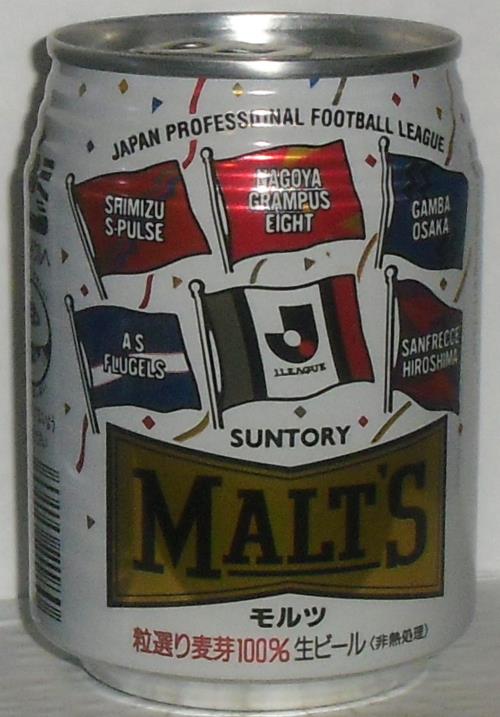 JAPAN PROFESSIONAL FOOTBALL LEAGUE
SHIMIZU
S-PULSE
NAGOYA
GRAMPUS
EIGHT
GAMBA
OSAKA
A S
FLUGELS
J.LEAGUE
SANFRECCE
HIROSHIMA
SUNTORY
MALT'S
モルツ
粒選り麦芽100% 生ビール〈非熱処理〉